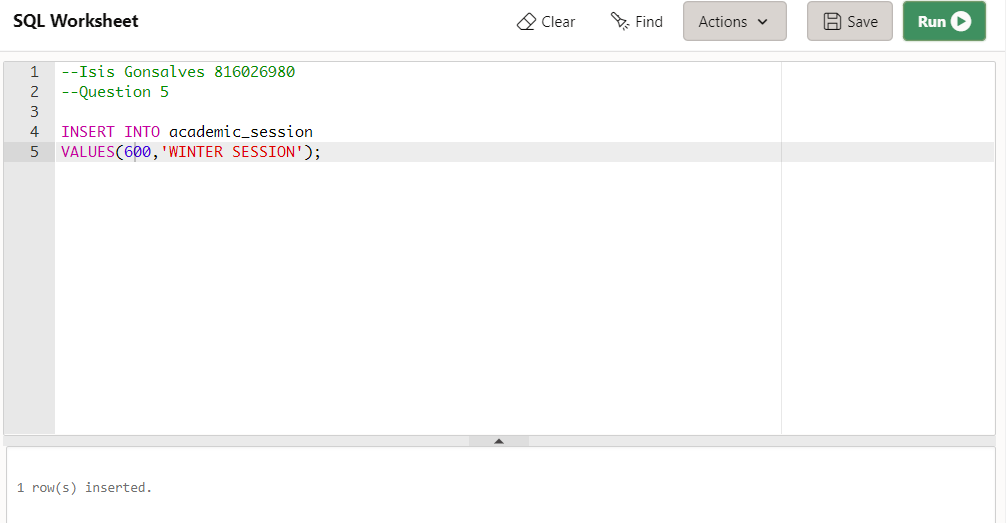 SQL Worksheet
Clear
Find
Actions
Save
Run
1 --Isis Gonsalves 816026980
2 --Question 5
3
4 INSERT INTO academic_session
5 VALUES(600,'WINTER SESSION');
1 row(s) inserted.